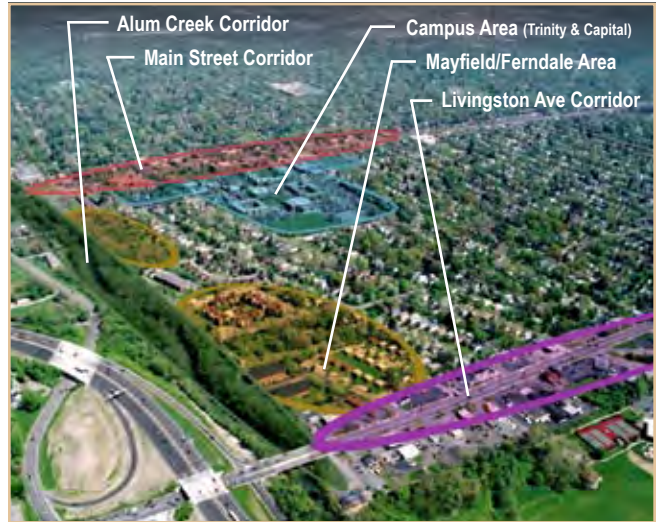 Alum Creek Corridor
Main Street Corridor
Campus Area (Trinity & Capital)
Mayfield/Ferndale Area
Livingston Ave Corridor